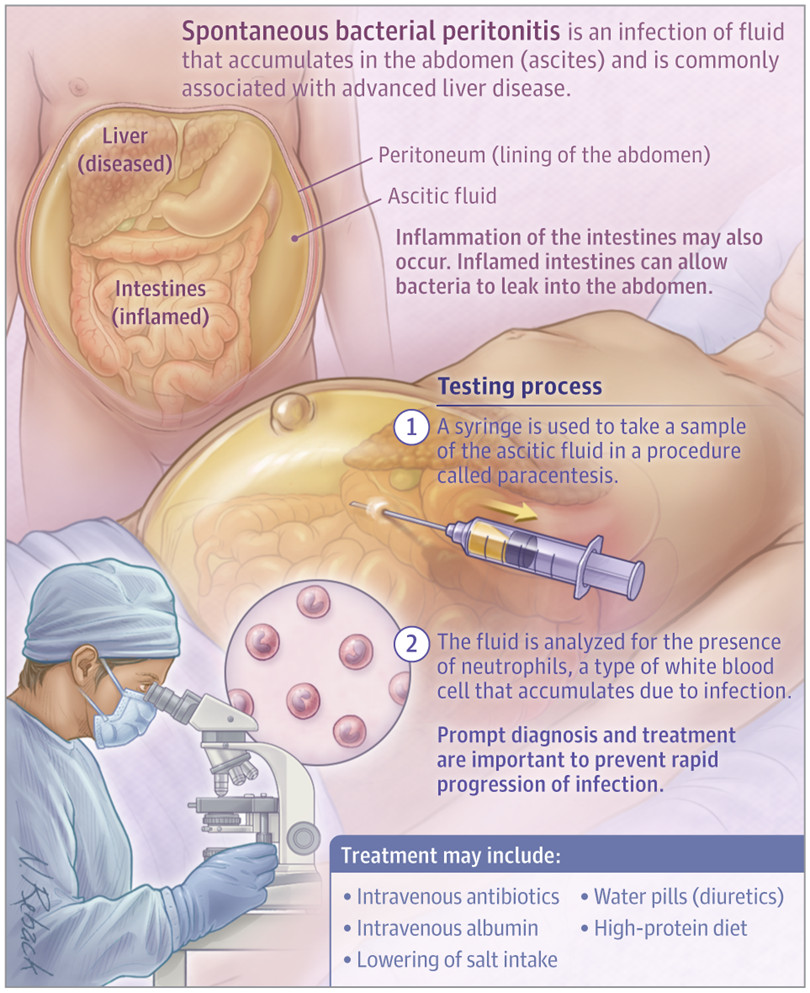 Spontaneous bacterial peritonitis is an infection of fluid
that accumulates in the abdomen (ascites) and is commonly
associated with advanced liver disease.
Liver
(diseased)
Peritoneum (lining of the abdomen)
Ascitic fluid
Inflammation of the intestines may also
occur. Inflamed intestines can allow
bacteria to leak into the abdomen.
Intestines
(inflamed)
Testing process
1 A syringe is used to take a sample
of the ascitic fluid in a procedure
called paracentesis.
2 The fluid is analyzed for the presence
of neutrophils, a type of white blood
cell that accumulates due to infection.
Prompt diagnosis and treatment
are important to prevent rapid
progression of infection.
Treatment may include:
• Intravenous antibiotics
• Intravenous albumin
• Lowering of salt intake
• Water pills (diuretics)
• High-protein diet